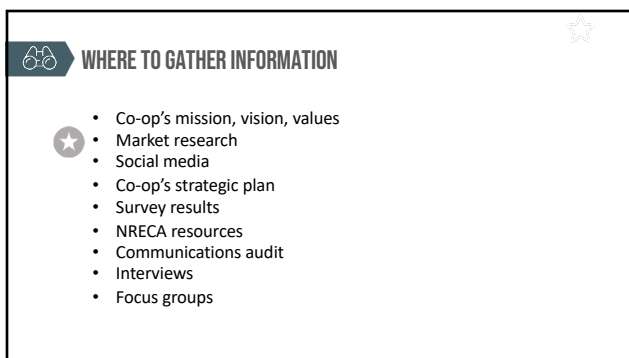 WHERE TO GATHER INFORMATION
• Co-op's mission, vision, values
• Market research
• Social media
• Co-op's strategic plan
• Survey results
• NRECA resources
• Communications audit
• Interviews
• Focus groups